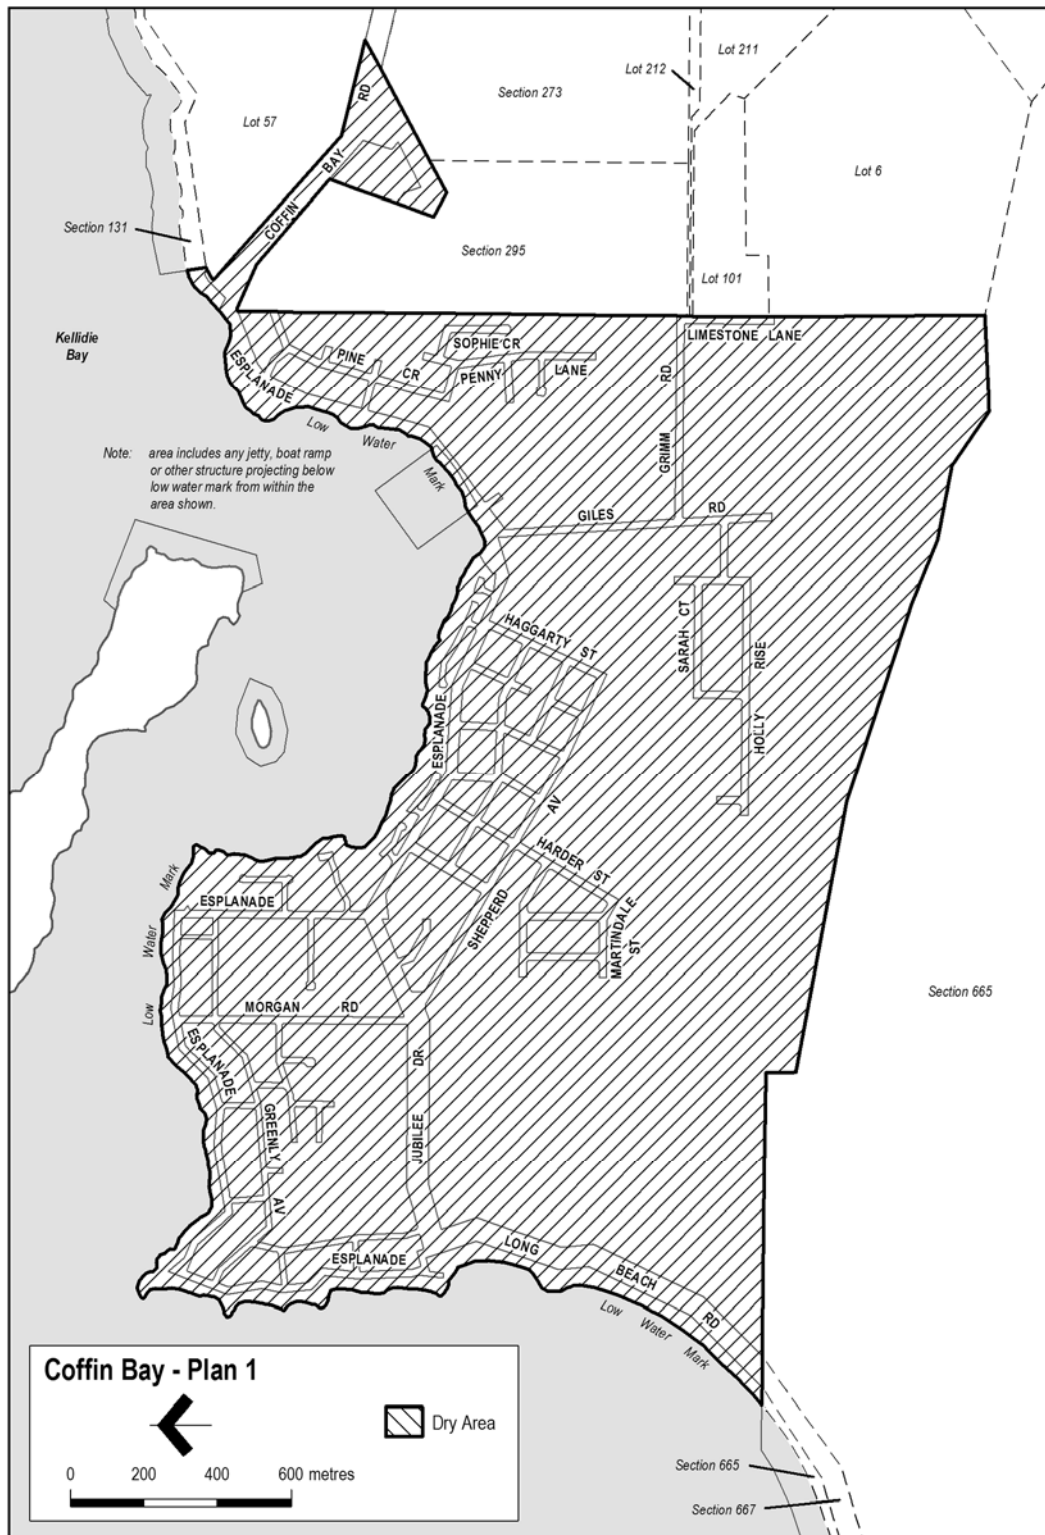 Lot 211
Lot 212
Section 273
RD
Lot 57
BAY
Lot 6
COFFIN
Section 131
Section 295
Lot 101
Kellidie
Bay
LIMESTONE LANE
SOPHIE CR
PINE
CR
PENNY
LANE
ESPLANADE
RD
GRIMM
Low
Water
Mark
Note: area includes any jetty, boat ramp
or other structure projecting below
low water mark from within the
area shown.
GILES
RD
HAGGARTY
ST
SARAH CT
RISE
HOLLY
ESPLANADE
AV
HARDER
ST
SHEPPERD
MARTINDALE
ST
Mark
Water
Low
ESPLANADE
Section 665
MORGAN
RD
ESPLANADE
DR
JUBILEE
GREENLY
AV
ESPLANADE
LONG
BEACH
RD
Low
Water
Mark
Coffin Bay - Plan 1
Dry Area
0 200 400 600 metres
Section 665
Section 667